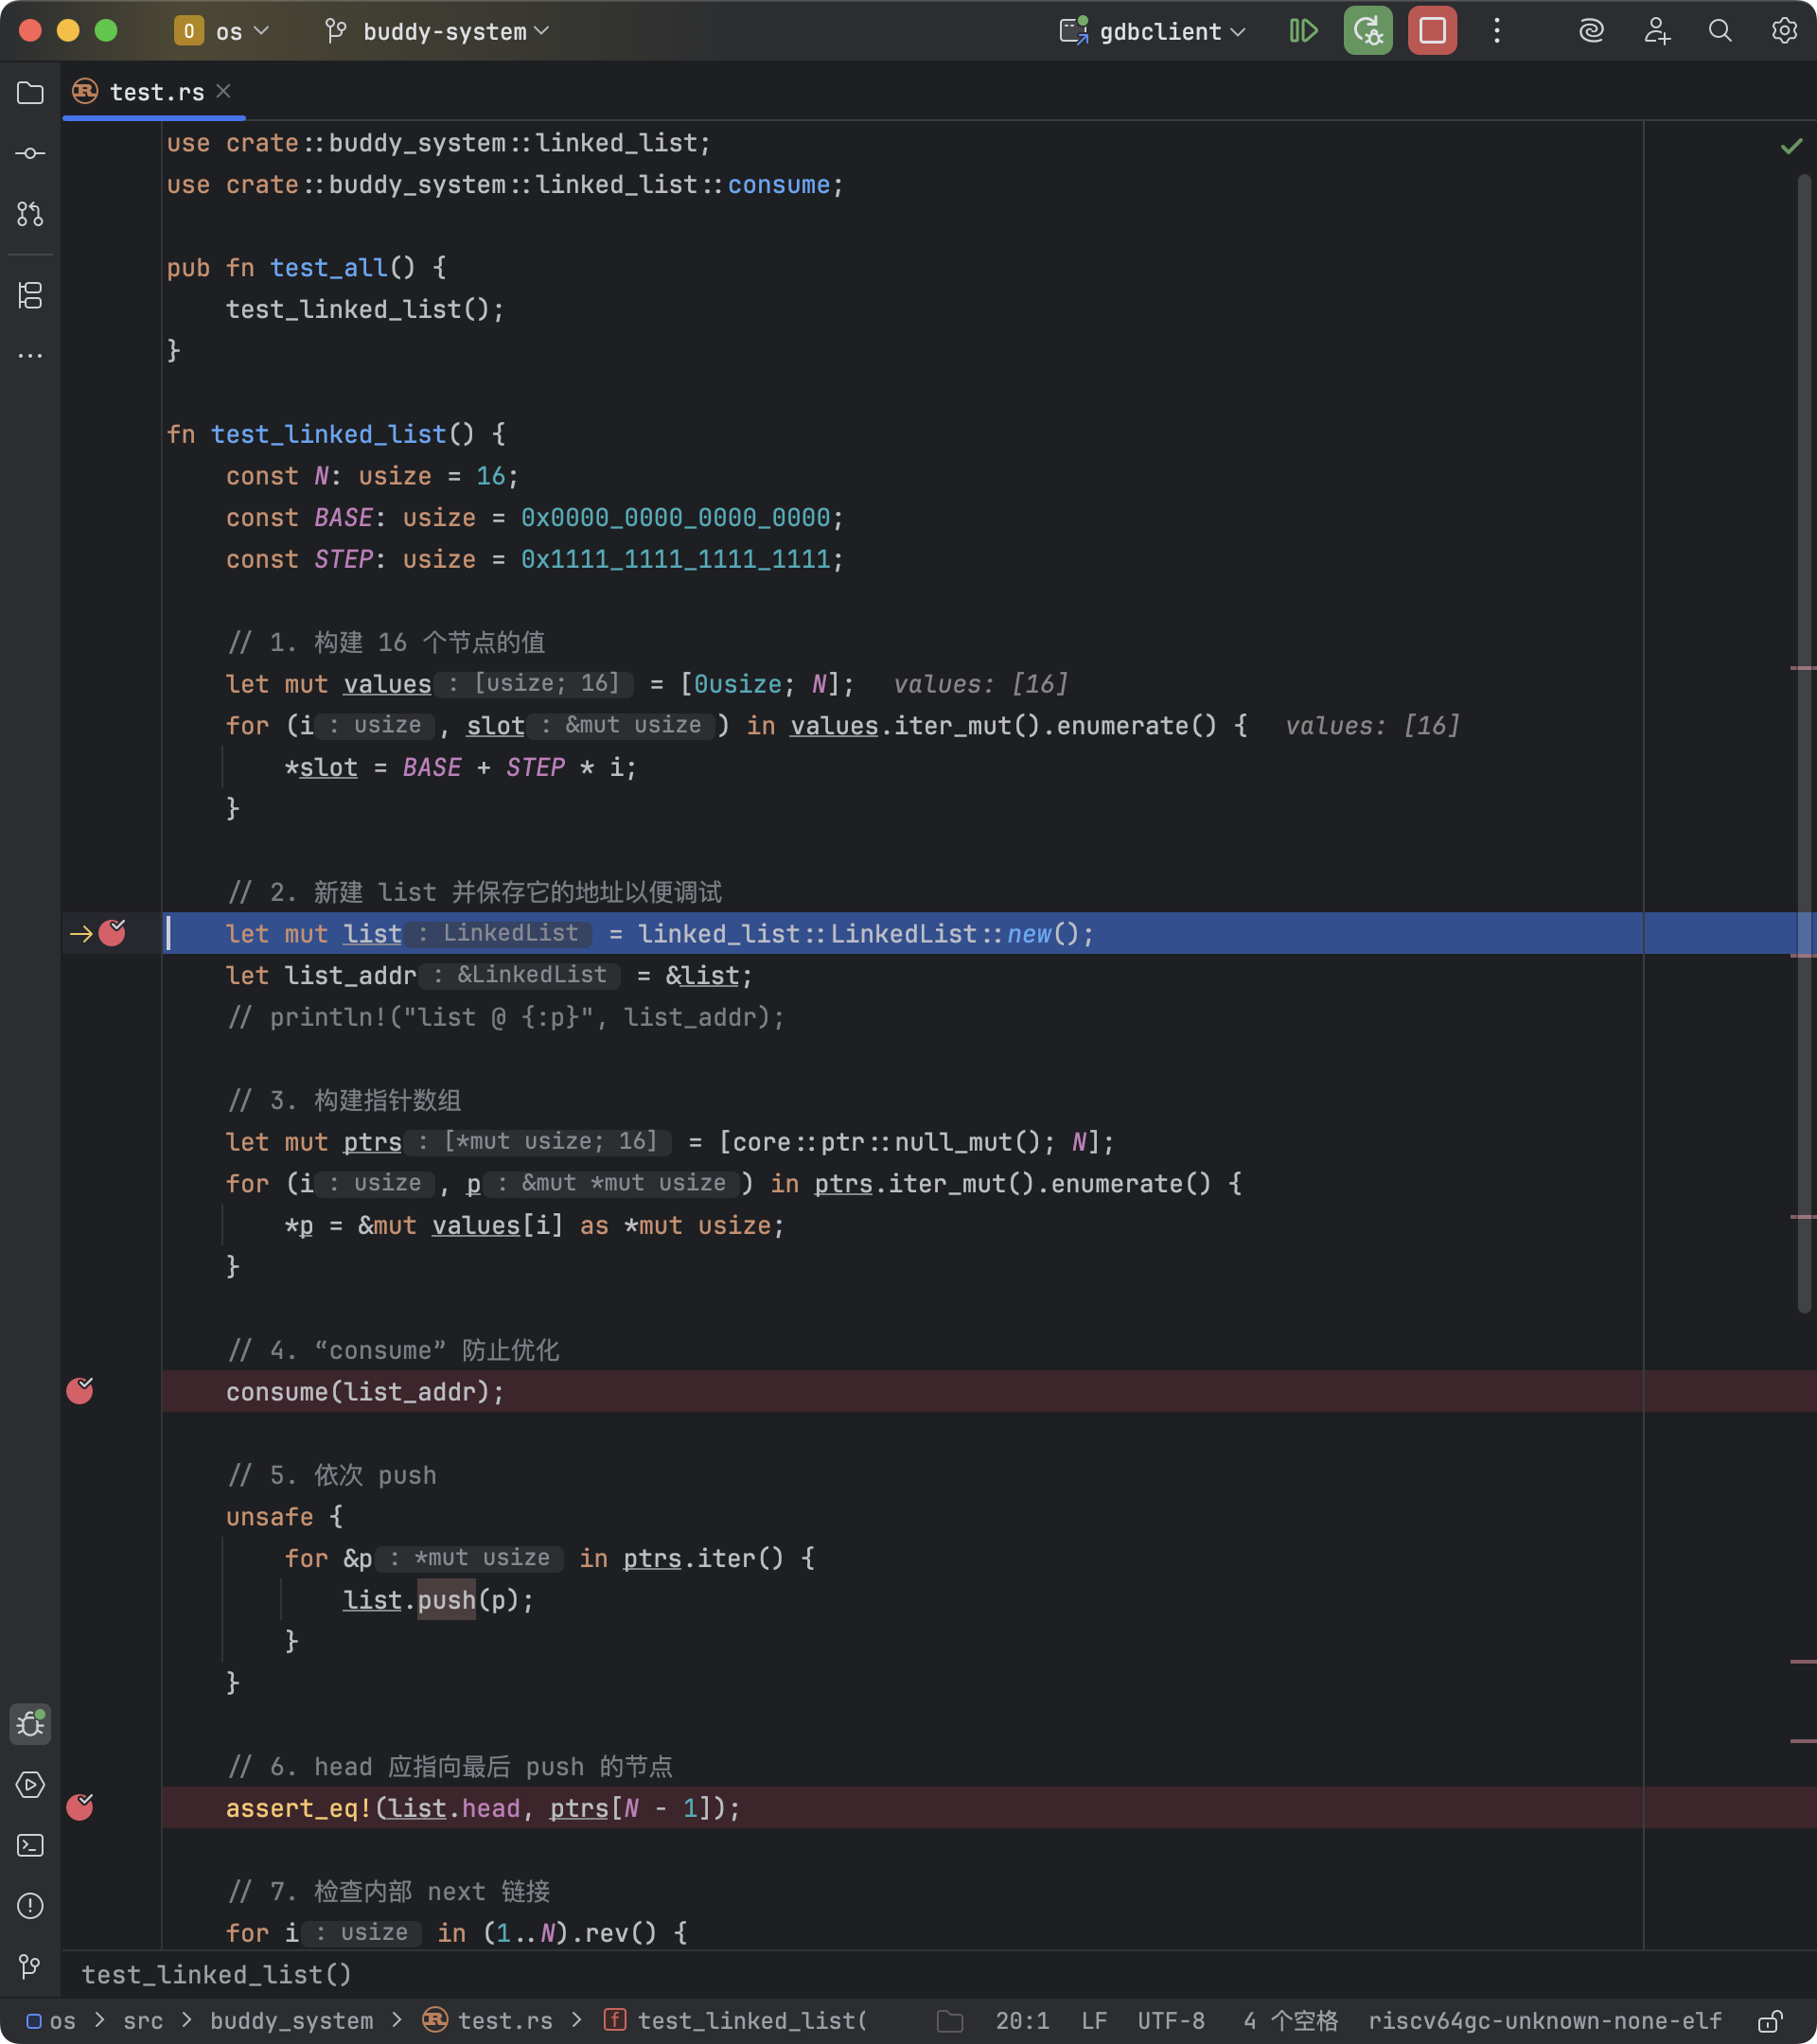 O os buddy-system gdbclient
test.rs
use crate::buddy_system::linked_list;
use crate::buddy_system::linked_list::consume;
pub fn test_all() {
    test_linked_list();
}
fn test_linked_list() {
    const N: usize = 16;
    const BASE: usize = 0x0000_0000_0000_0000;
    const STEP: usize = 0x1111_1111_1111_1111;
    // 1. 构建 16 个节点的值
    let mut values : [usize; 16] = [0usize; N];   values: [16]
    for (i : usize , slot : &mut usize ) in values.iter_mut().enumerate() {   values: [16]
        *slot = BASE + STEP * i;
    }
    // 2. 新建 list 并保存它的地址以便调试
    let mut list : LinkedList = linked_list::LinkedList::new();
    let list_addr : &LinkedList = &list;
    // println!("list @ {:p}", list_addr);
    // 3. 构建指针数组
    let mut ptrs : [*mut usize; 16] = [core::ptr::null_mut(); N];
    for (i : usize , p : &mut *mut usize ) in ptrs.iter_mut().enumerate() {
        *p = &mut values[i] as *mut usize;
    }
    // 4. “consume” 防止优化
    consume(list_addr);
    // 5. 依次 push
    unsafe {
        for &p : *mut usize in ptrs.iter() {
            list.push(p);
        }
    }
    // 6. head 应指向最后 push 的节点
    assert_eq!(list.head, ptrs[N - 1]);
    // 7. 检查内部 next 链接
    for i : usize in (1..N).rev() {
test_linked_list()
os > src > buddy_system > test.rs > f test_linked_list( 20:1 LF UTF-8 4 个空格 riscv64gc-unknown-none-elf